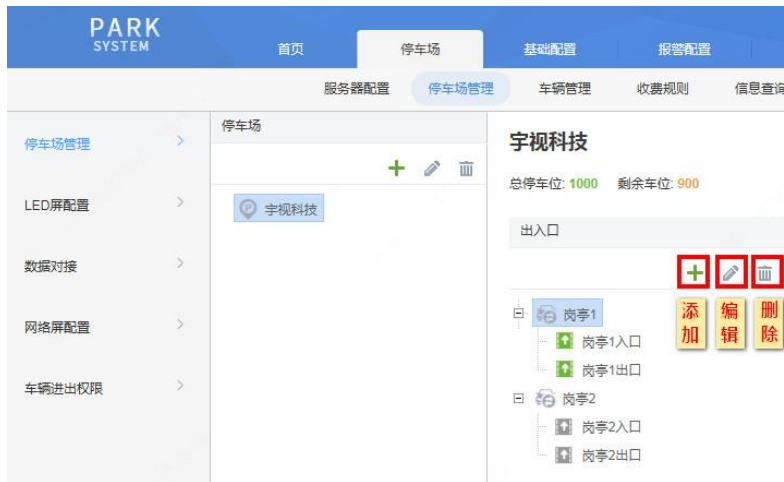 PARK
SYSTEM
首页 停车场 基础配置 报警配置
服务器配置 停车场管理 车辆管理 收费规则 信息查询
停车场管理
LED屏配置
数据对接
网络屏配置
车辆进出权限
停车场
宇视科技
宇视科技
总停车位: 1000 剩余车位: 900
出入口
添加 编辑 删除
岗亭1
岗亭1入口
岗亭1出口
岗亭2
岗亭2入口
岗亭2出口